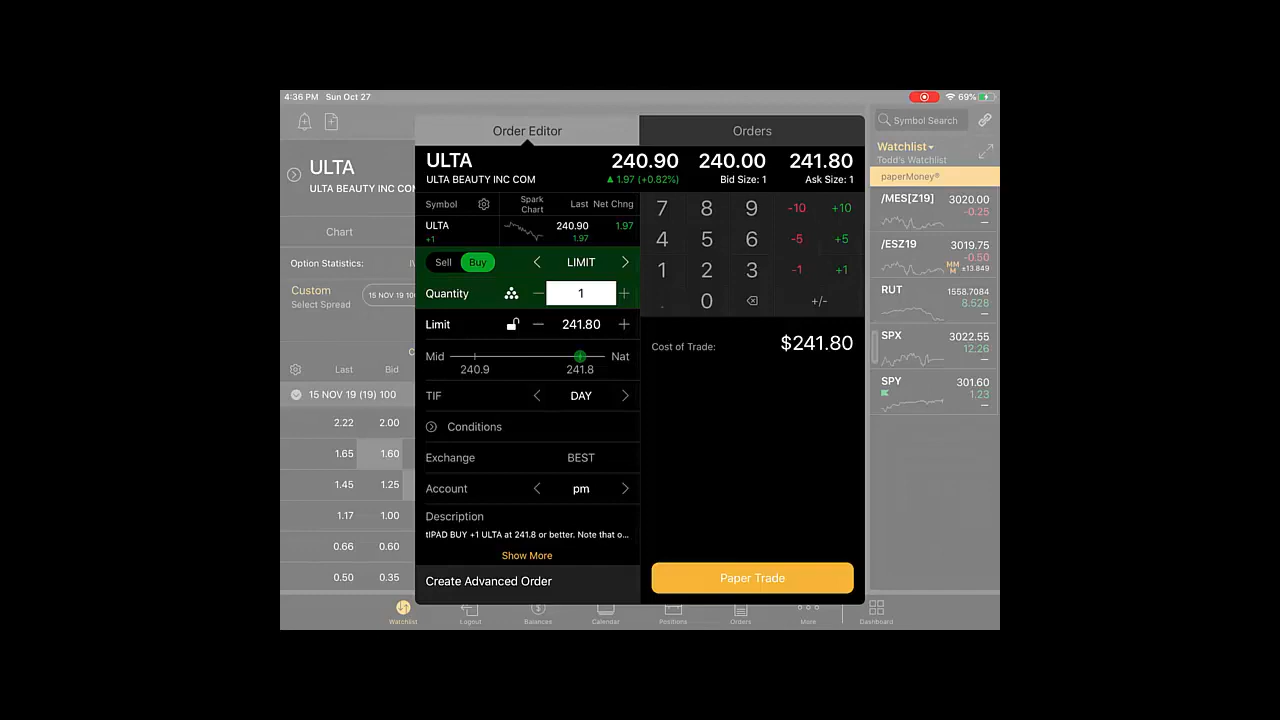 4:36 PM Sun Oct 27
69%
Order Editor
Orders
Symbol Search
ULTA
ULTA BEAUTY INC COM
Chart
Option Statistics:
Custom
Select Spread
15 NOV 19 10
Last Bid
15 NOV 19 (19) 100
2.22 2.00
1.65 1.60
1.45 1.25
1.17 1.00
0.66 0.60
0.50 0.35
ULTA
ULTA BEAUTY INC COM
240.90 240.00 241.80
▲ 1.97 (+0.82%) Bid Size: 1 Ask Size: 1
Symbol Spark Chart Last Net Chng
ULTA 240.90 1.97
+1 1.97
Sell Buy LIMIT
Quantity 1
Limit 241.80
Mid Nat
240.9 241.8
TIF DAY
Conditions
Exchange BEST
Account pm
Description
tIPAD BUY +1 ULTA at 241.8 or better. Note that o...
Show More
Create Advanced Order
7 8 9 -10 +10
4 5 6 -5 +5
1 2 3 -1 +1
. 0 +/-
Cost of Trade: $241.80
Paper Trade
Watchlist
Todd's Watchlist
paperMoney®
/MES[Z19] 3020.00
-0.25
–
/ESZ19 3019.75
-0.50
MMM ±13.849
RUT 1558.7084
8.528
–
SPX 3022.55
12.26
–
SPY 301.60
1.23
–
Watchlist Logout Balances Calendar Positions Orders More Dashboard